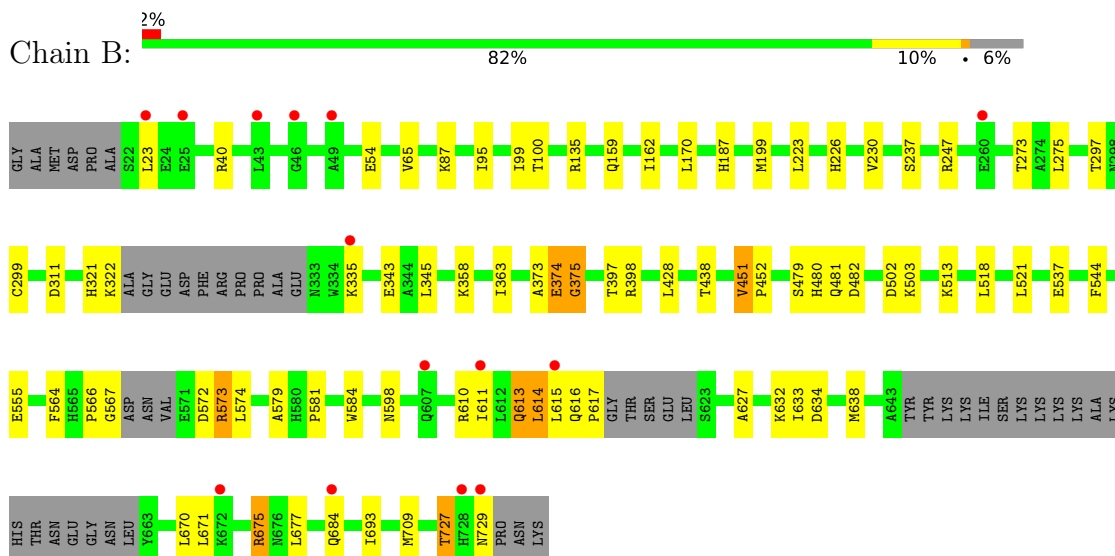 2%
Chain B:
82% 10% • 6%
GLY ALA MET ASP PRO ALA S22 L23 E24 E25 R40 L43 G46 A49 E54 V65 K87 I95 I99 T100 R135 Q159 I162 L170 H187 M199 L223 H226 V230 S237 R247 E260 T273 A274 L275 T297 N298
C299 D311 H321 K322 ALA GLY GLU ASP PHE ARG PRO PRO ALA GLU N333 W334 K335 E343 A344 L345 K358 I363 A373 E374 G375 T397 R398 L428 T438 V451 P452 S479 H480 Q481 D482 D502 K503 K513 L518 L521 E537 F544
E555 F564 H565 P566 G567 ASP ASN VAL E571 D572 R573 L574 A579 H580 P581 W584 N598 Q607 R610 I611 L612 Q613 L614 L615 Q616 P617 GLY THR SER GLU LEU S623 A627 K632 I633 D634 M638 A643 TYR TYR LYS LYS ILE SER LYS LYS LYS LYS ALA LYS
HIS THR ASN GLU GLY ASN LEU Y663 L670 L671 K672 R675 N676 L677 Q684 I693 M709 T727 H728 N729 PRO ASN LYS